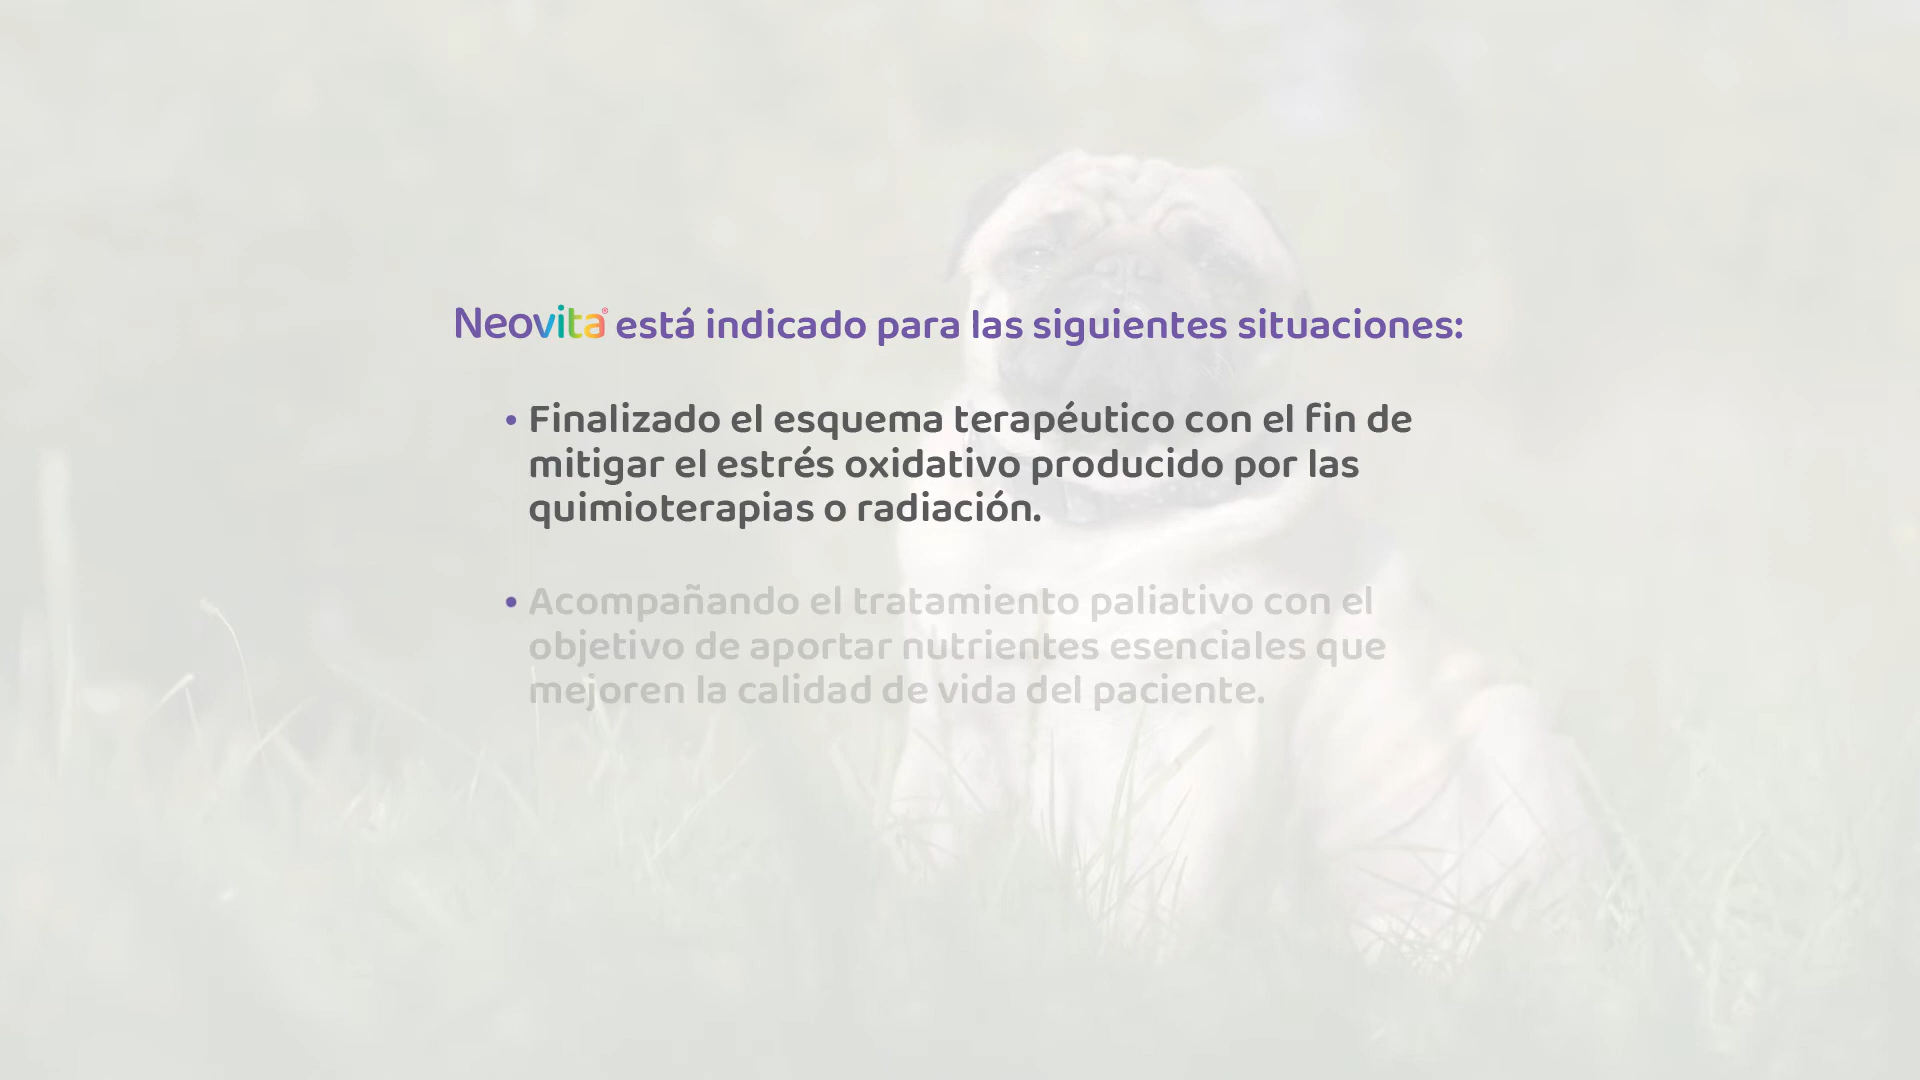 Neovita® está indicado para las siguientes situaciones:
• Finalizado el esquema terapéutico con el fin de
mitigar el estrés oxidativo producido por las
quimioterapias o radiación.
• Acompañando el tratamiento paliativo con el
objetivo de aportar nutrientes esenciales que
mejoren la calidad de vida del paciente.